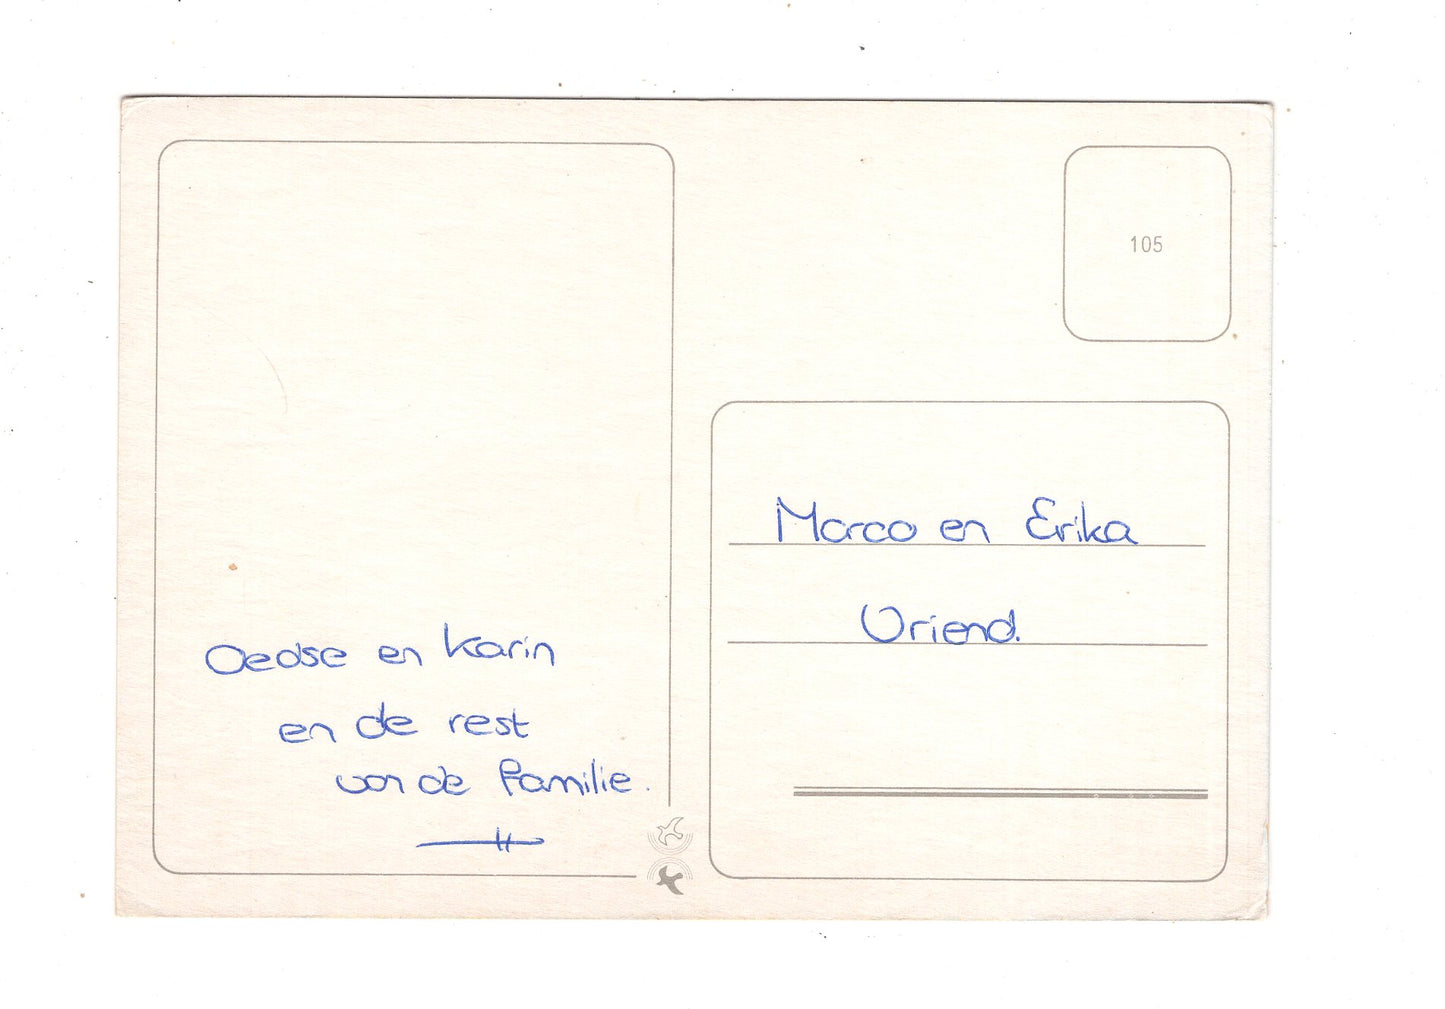 105
Marco en Erika
Vriend.
Oedse en Karin
en de rest
van de familie.